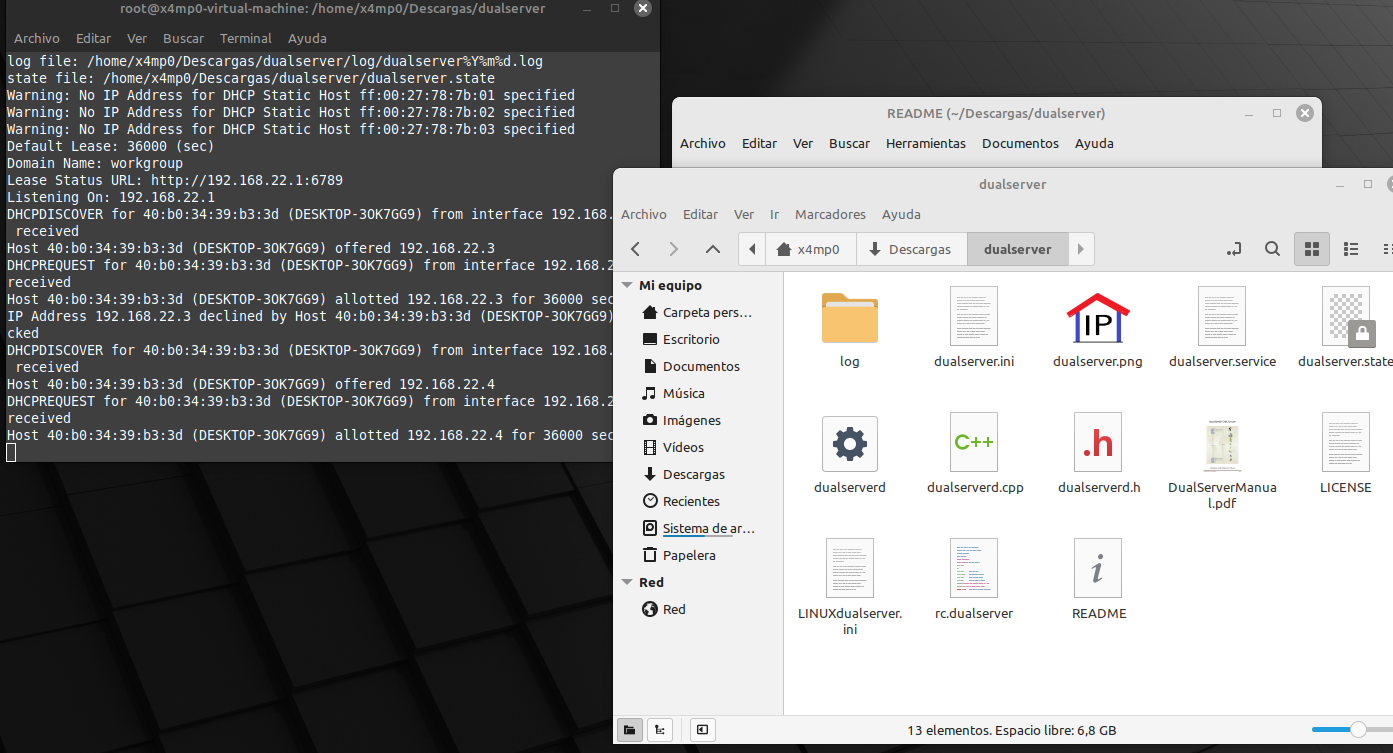 root@x4mp0-virtual-machine: /home/x4mp0/Descargas/dualserver
Archivo Editar Ver Buscar Terminal Ayuda
log file: /home/x4mp0/Descargas/dualserver/log/dualserver%Y%m%d.log
state file: /home/x4mp0/Descargas/dualserver/dualserver.state
Warning: No IP Address for DHCP Static Host ff:00:27:78:7b:01 specified
Warning: No IP Address for DHCP Static Host ff:00:27:78:7b:02 specified
Warning: No IP Address for DHCP Static Host ff:00:27:78:7b:03 specified
Default Lease: 36000 (sec)
Domain Name: workgroup
Lease Status URL: http://192.168.22.1:6789
Listening On: 192.168.22.1
DHCPDISCOVER for 40:b0:34:39:b3:3d (DESKTOP-3OK7GG9) from interface 192.168.
received
Host 40:b0:34:39:b3:3d (DESKTOP-3OK7GG9) offered 192.168.22.3
DHCPREQUEST for 40:b0:34:39:b3:3d (DESKTOP-3OK7GG9) from interface 192.168.2
received
Host 40:b0:34:39:b3:3d (DESKTOP-3OK7GG9) allotted 192.168.22.3 for 36000 sec
IP Address 192.168.22.3 declined by Host 40:b0:34:39:b3:3d (DESKTOP-3OK7GG9)
cked
DHCPDISCOVER for 40:b0:34:39:b3:3d (DESKTOP-3OK7GG9) from interface 192.168.
received
Host 40:b0:34:39:b3:3d (DESKTOP-3OK7GG9) offered 192.168.22.4
DHCPREQUEST for 40:b0:34:39:b3:3d (DESKTOP-3OK7GG9) from interface 192.168.2
received
Host 40:b0:34:39:b3:3d (DESKTOP-3OK7GG9) allotted 192.168.22.4 for 36000 sec
README (~/Descargas/dualserver)
Archivo Editar Ver Buscar Herramientas Documentos Ayuda
dualserver
Archivo Editar Ver Ir Marcadores Ayuda
x4mp0 Descargas dualserver
Mi equipo
Carpeta pers...
Escritorio
Documentos
Música
Imágenes
Vídeos
Descargas
Recientes
Sistema de ar...
Papelera
Red
Red
IP
log dualserver.ini dualserver.png dualserver.service dualserver.state
C++ .h
dualserverd dualserverd.cpp dualserverd.h DualServerManua
l.pdf LICENSE
i
LINUXdualserver.
ini rc.dualserver README
13 elementos. Espacio libre: 6,8 GB